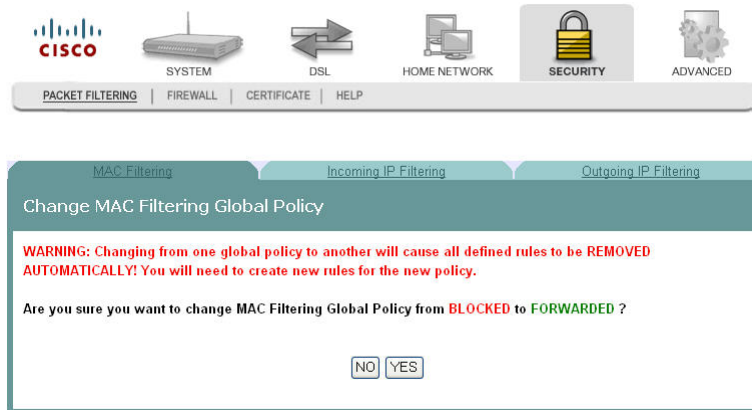 CISCO
SYSTEM
DSL
HOME NETWORK
SECURITY
ADVANCED
PACKET FILTERING | FIREWALL | CERTIFICATE | HELP
MAC Filtering
Incoming IP Filtering
Outgoing IP Filtering
Change MAC Filtering Global Policy
WARNING: Changing from one global policy to another will cause all defined rules to be REMOVED
AUTOMATICALLY! You will need to create new rules for the new policy.
Are you sure you want to change MAC Filtering Global Policy from BLOCKED to FORWARDED ?
NO YES